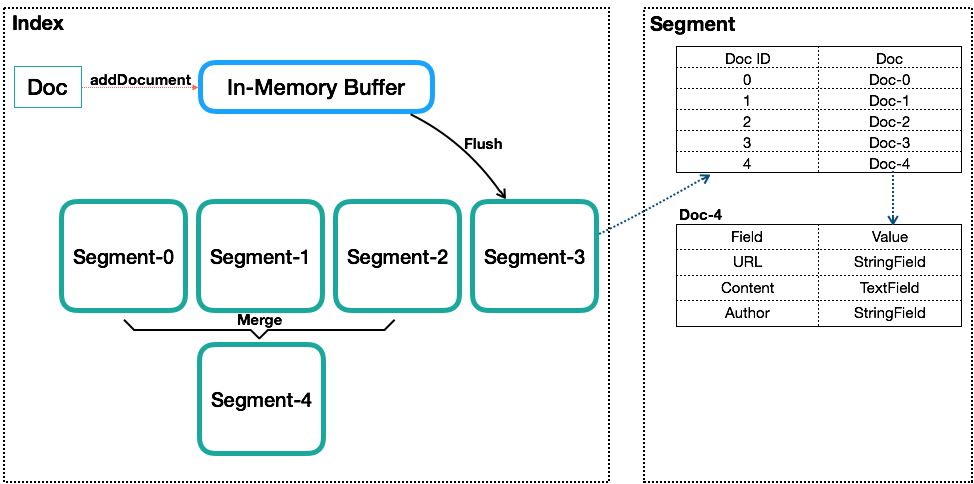 Index
Doc
addDocument
In-Memory Buffer
Flush
Segment-0
Segment-1
Segment-2
Segment-3
Merge
Segment-4
Segment
Doc ID Doc
0 Doc-0
1 Doc-1
2 Doc-2
3 Doc-3
4 Doc-4
Doc-4
Field Value
URL StringField
Content TextField
Author StringField